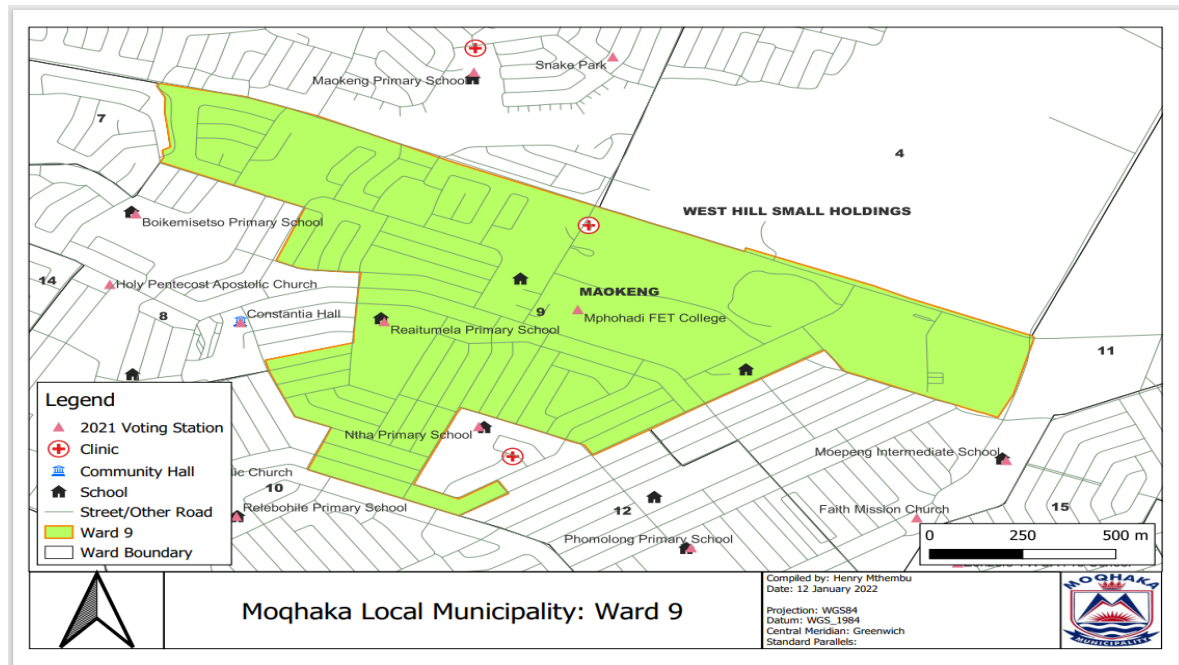 Snake Park
Maokeng Primary School
7
4
WEST HILL SMALL HOLDINGS
Boikemisetso Primary School
14
Holy Pentecost Apostolic Church
MAOKENG
8
Constantia Hall
9
Mphohadi FET College
Reaitumela Primary School
11
Legend
2021 Voting Station
Clinic
Community Hall
School
Street/Other Road
Ward 9
Ward Boundary
Ntha Primary School
Moepeng Intermediate School
lic Church
10
Relebohile Primary School
12
Faith Mission Church
15
Phomolong Primary School
0 250 500 m
Moqhaka Local Municipality: Ward 9
Compiled by: Henry Mthembu
Date: 12 January 2022
Projection: WGS84
Datum: WGS_1984
Central Meridian: Greenwich
Standard Parallels:
MOQHAKA
MUNICIPALITY